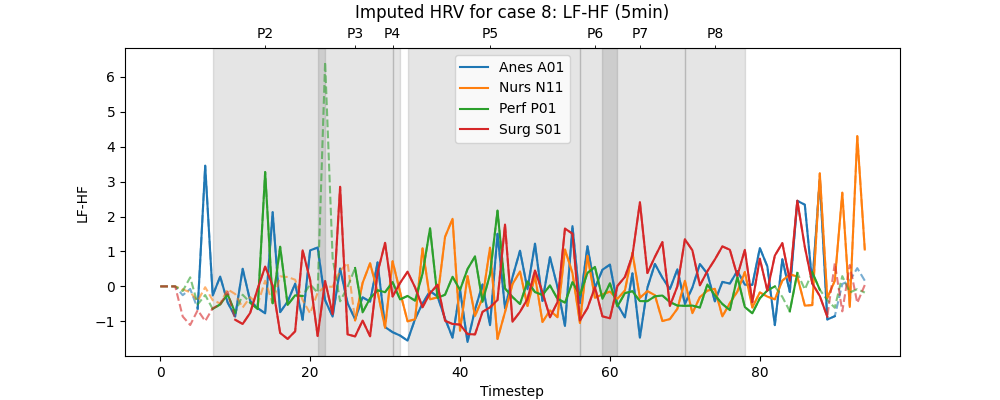 Imputed HRV for case 8: LF-HF (5min)
P2 P3 P4 P5 P6 P7 P8
Anes A01
Nurs N11
Perf P01
Surg S01
6
5
4
3
2
1
0
−1
LF-HF
0 20 40 60 80
Timestep